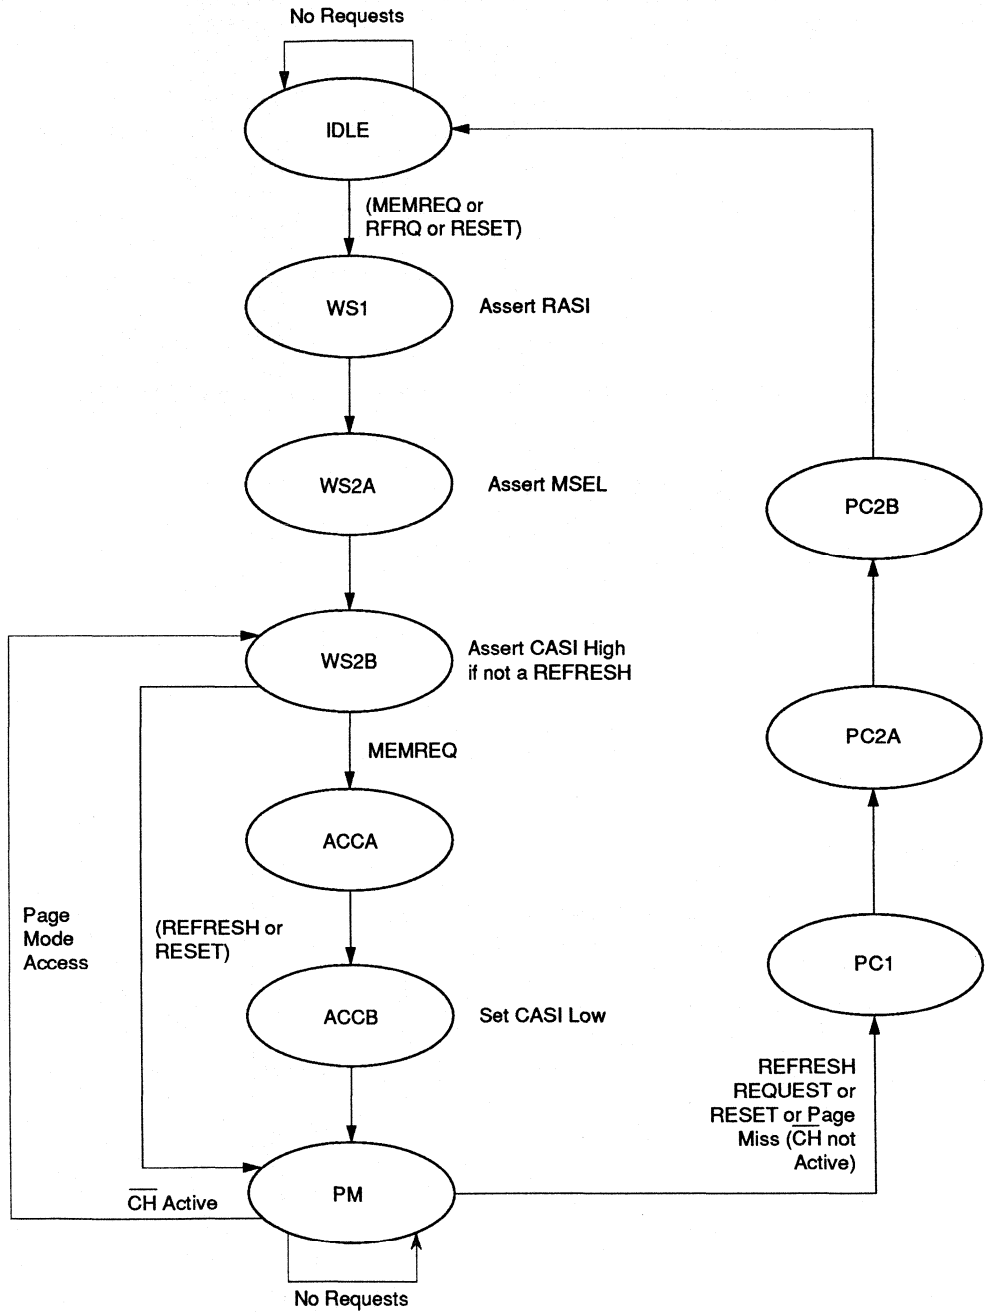 No Requests
IDLE
(MEMREQ or
RFRQ or RESET)
WS1
Assert RASI
WS2A
Assert MSEL
PC2B
WS2B
Assert CASI High
if not a REFRESH
PC2A
MEMREQ
ACCA
Page
Mode
Access
(REFRESH or
RESET)
PC1
ACCB
Set CASI Low
REFRESH
REQUEST or
RESET or Page
Miss (C̅H̅ not
Active)
PM
C̅H̅ Active
No Requests